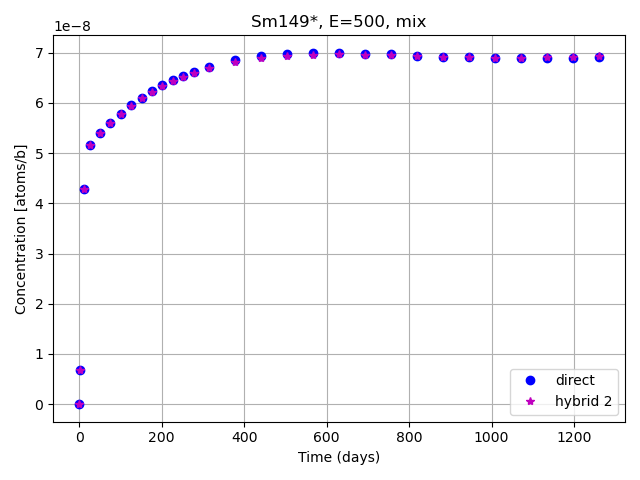 Sm149*, E=500, mix
1e−8
7
6
5
4
3
2
1
0
Concentration [atoms/b]
0 200 400 600 800 1000 1200
Time (days)
direct
hybrid 2